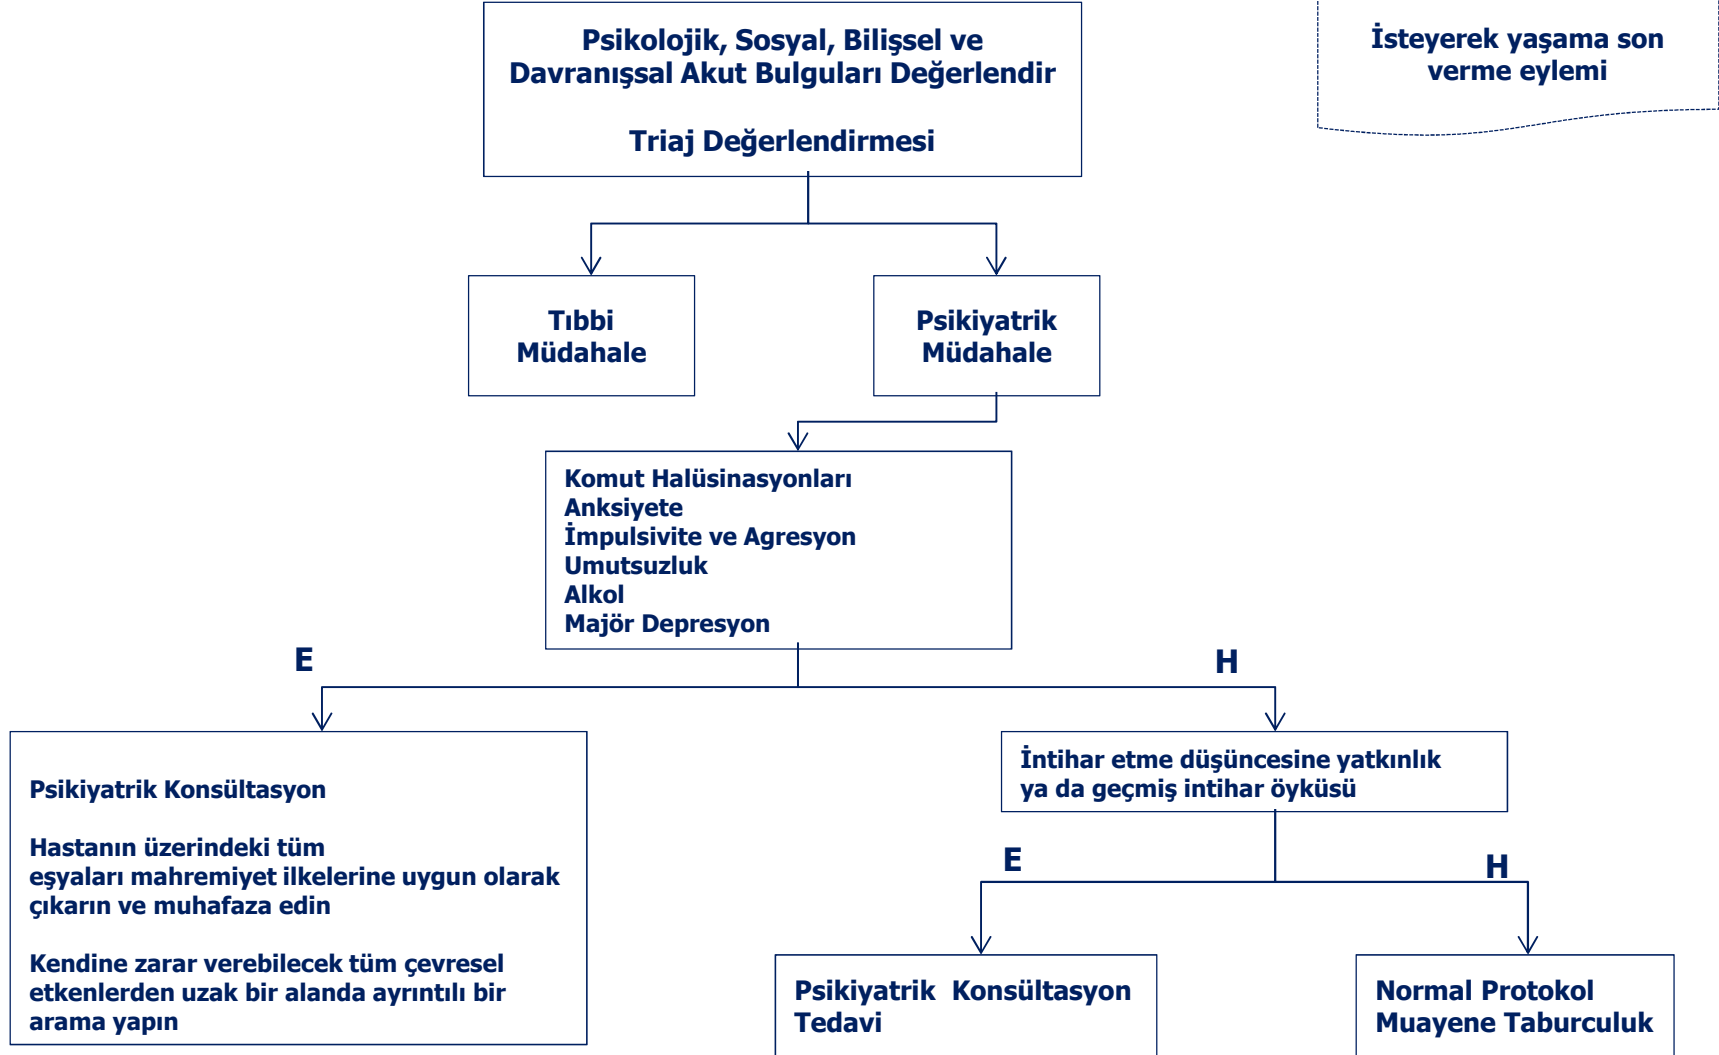 Psikolojik, Sosyal, Bilişsel ve
Davranışsal Akut Bulguları Değerlendir
Triaj Değerlendirmesi
İsteyerek yaşama son
verme eylemi
Tıbbi
Müdahale
Psikiyatrik
Müdahale
Komut Halüsinasyonları
Anksiyete
İmpulsivite ve Agresyon
Umutsuzluk
Alkol
Majör Depresyon
E
H
Psikiyatrik Konsültasyon
Hastanın üzerindeki tüm
eşyaları mahremiyet ilkelerine uygun olarak
çıkarın ve muhafaza edin
Kendine zarar verebilecek tüm çevresel
etkenlerden uzak bir alanda ayrıntılı bir
arama yapın
İntihar etme düşüncesine yatkınlık
ya da geçmiş intihar öyküsü
E
H
Psikiyatrik Konsültasyon
Tedavi
Normal Protokol
Muayene Taburculuk